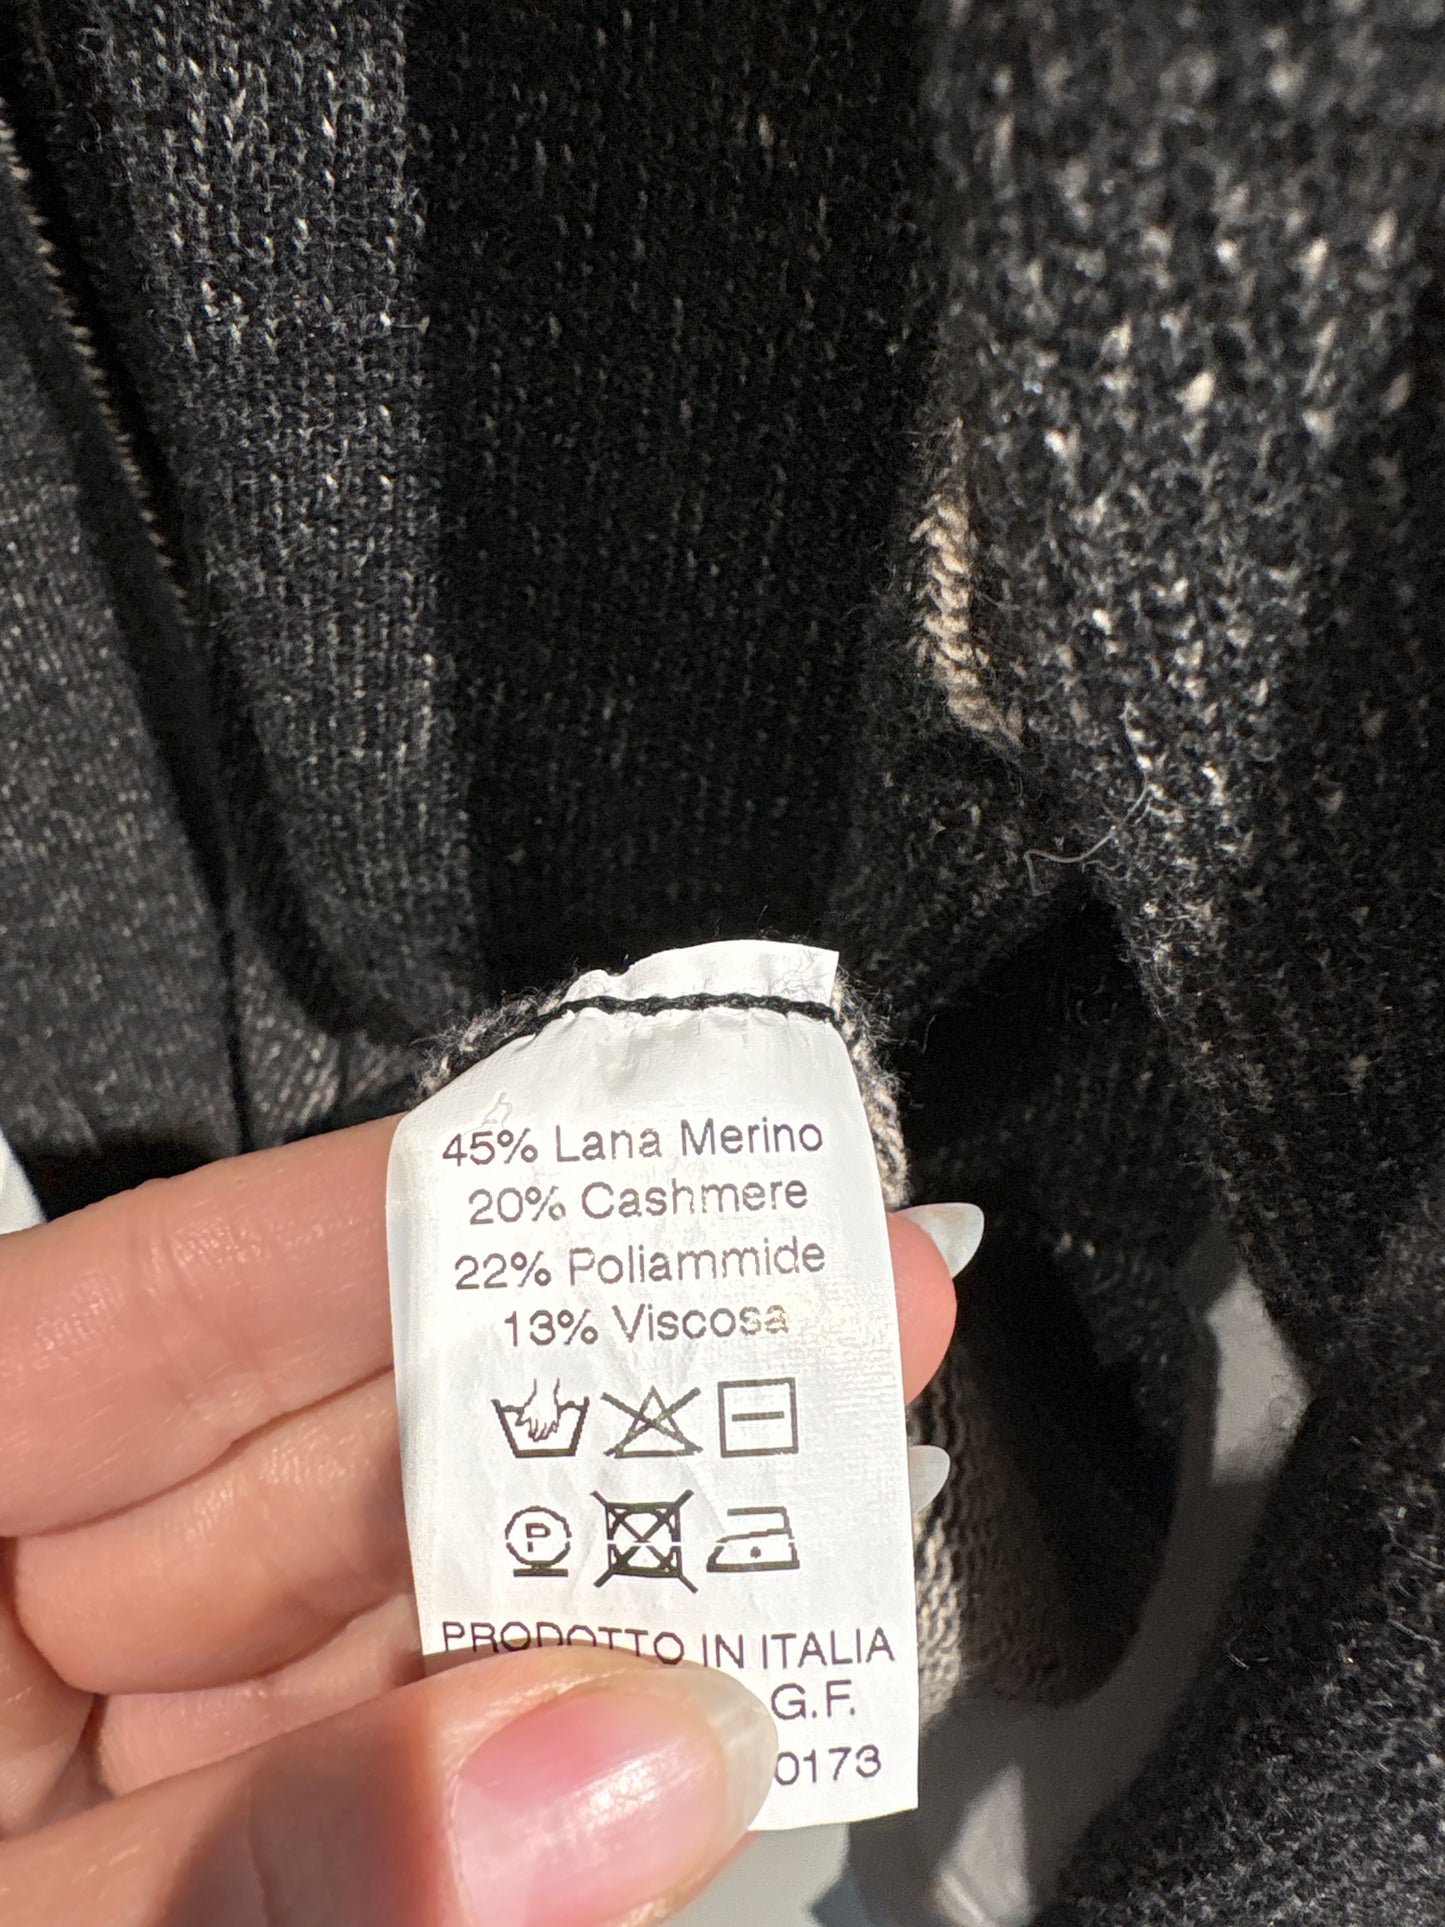 45% Lana Merino
20% Cashmere
22% Poliammide
13% Viscosa
P
PRODOTTO IN ITALIA
G.F.
0173